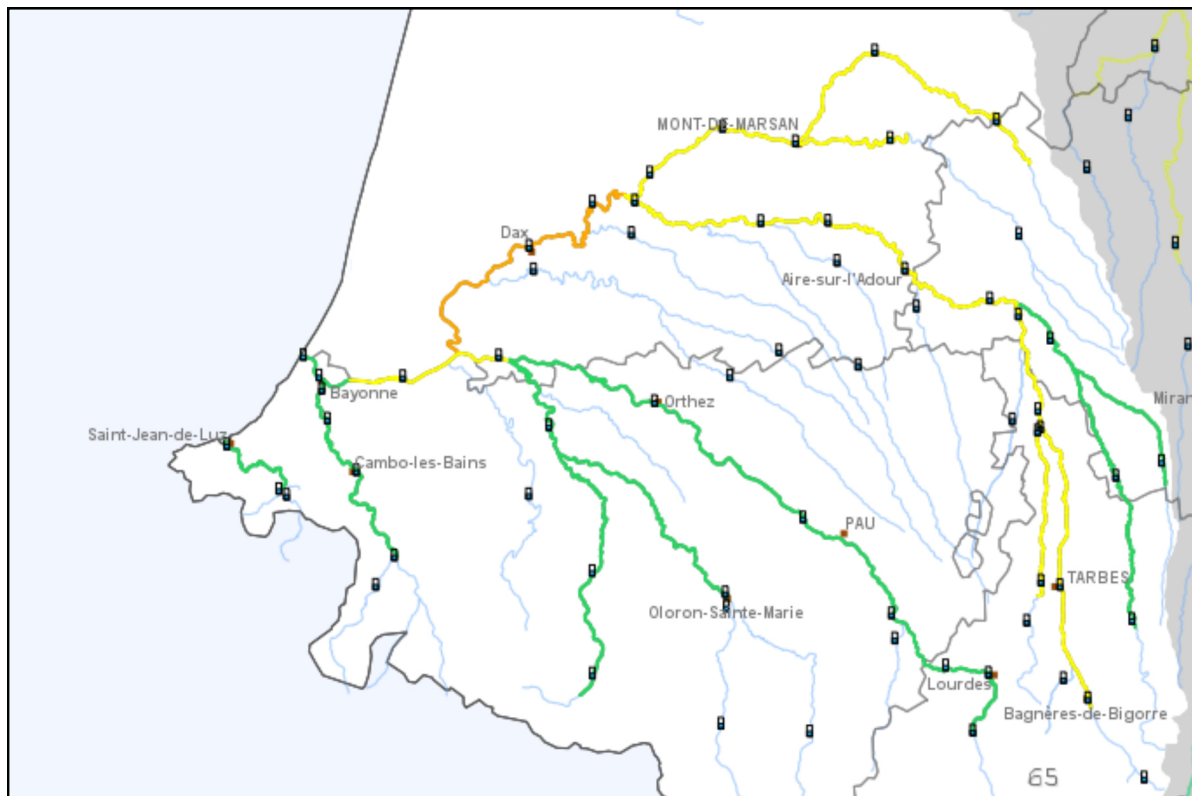 MONT-DE-MARSAN
Dax
Aire-sur-l'Adour
Bayonne
Orthez
Miran
Saint-Jean-de-Luz
Cambo-les-Bains
PAU
TARBES
Oloron-Sainte-Marie
Lourdes
Bagnères-de-Bigorre
65